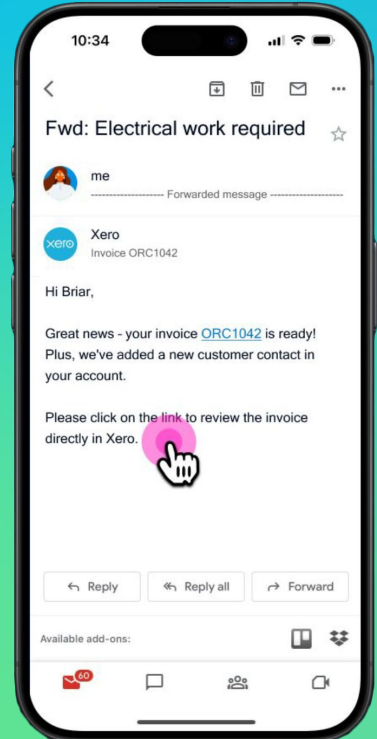 10:34
Fwd: Electrical work required
me
-------------------- Forwarded message --------------------
xero
Xero
Invoice ORC1042
Hi Briar,
Great news - your invoice ORC1042 is ready!
Plus, we've added a new customer contact in
your account.
Please click on the link to review the invoice
directly in Xero.
Reply
Reply all
Forward
Available add-ons:
60